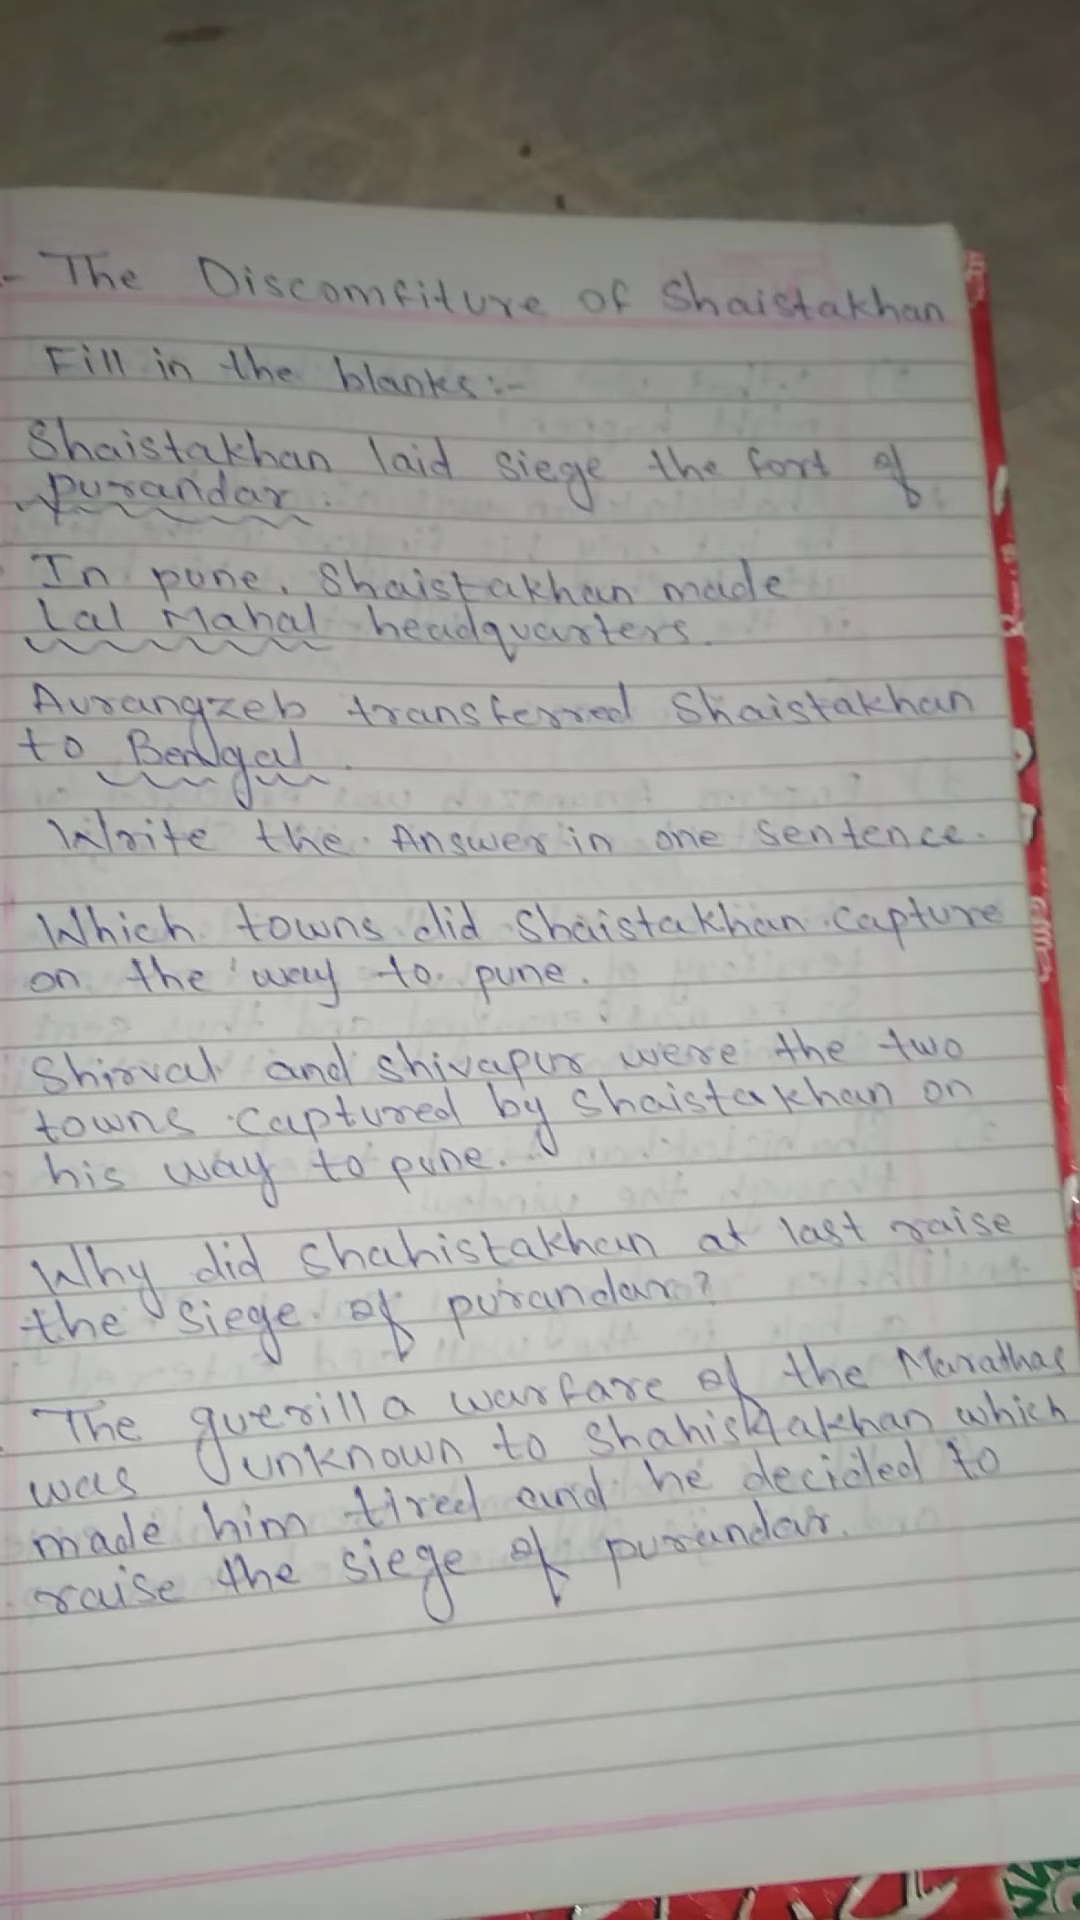 - The Discomfiture of Shaistakhan
Fill in the blanks :-
Shaistakhan laid siege the fort of
purandar.
In pune, Shaistakhan made
Lal Mahal headquarters.
Aurangzeb transferred Shaistakhan
to Bengal.
Write the Answer in one sentence.
Which towns did Shaistakhan capture
on the way to pune.
Shirval and shivapur were the two
towns captured by Shaistakhan on
his way to pune.
Why did Shahistakhan at last raise
the siege of purandar?
The guerilla warfare of the Marathas
was unknown to Shahistakhan which
made him tired and he decided to
raise the siege of purandar.